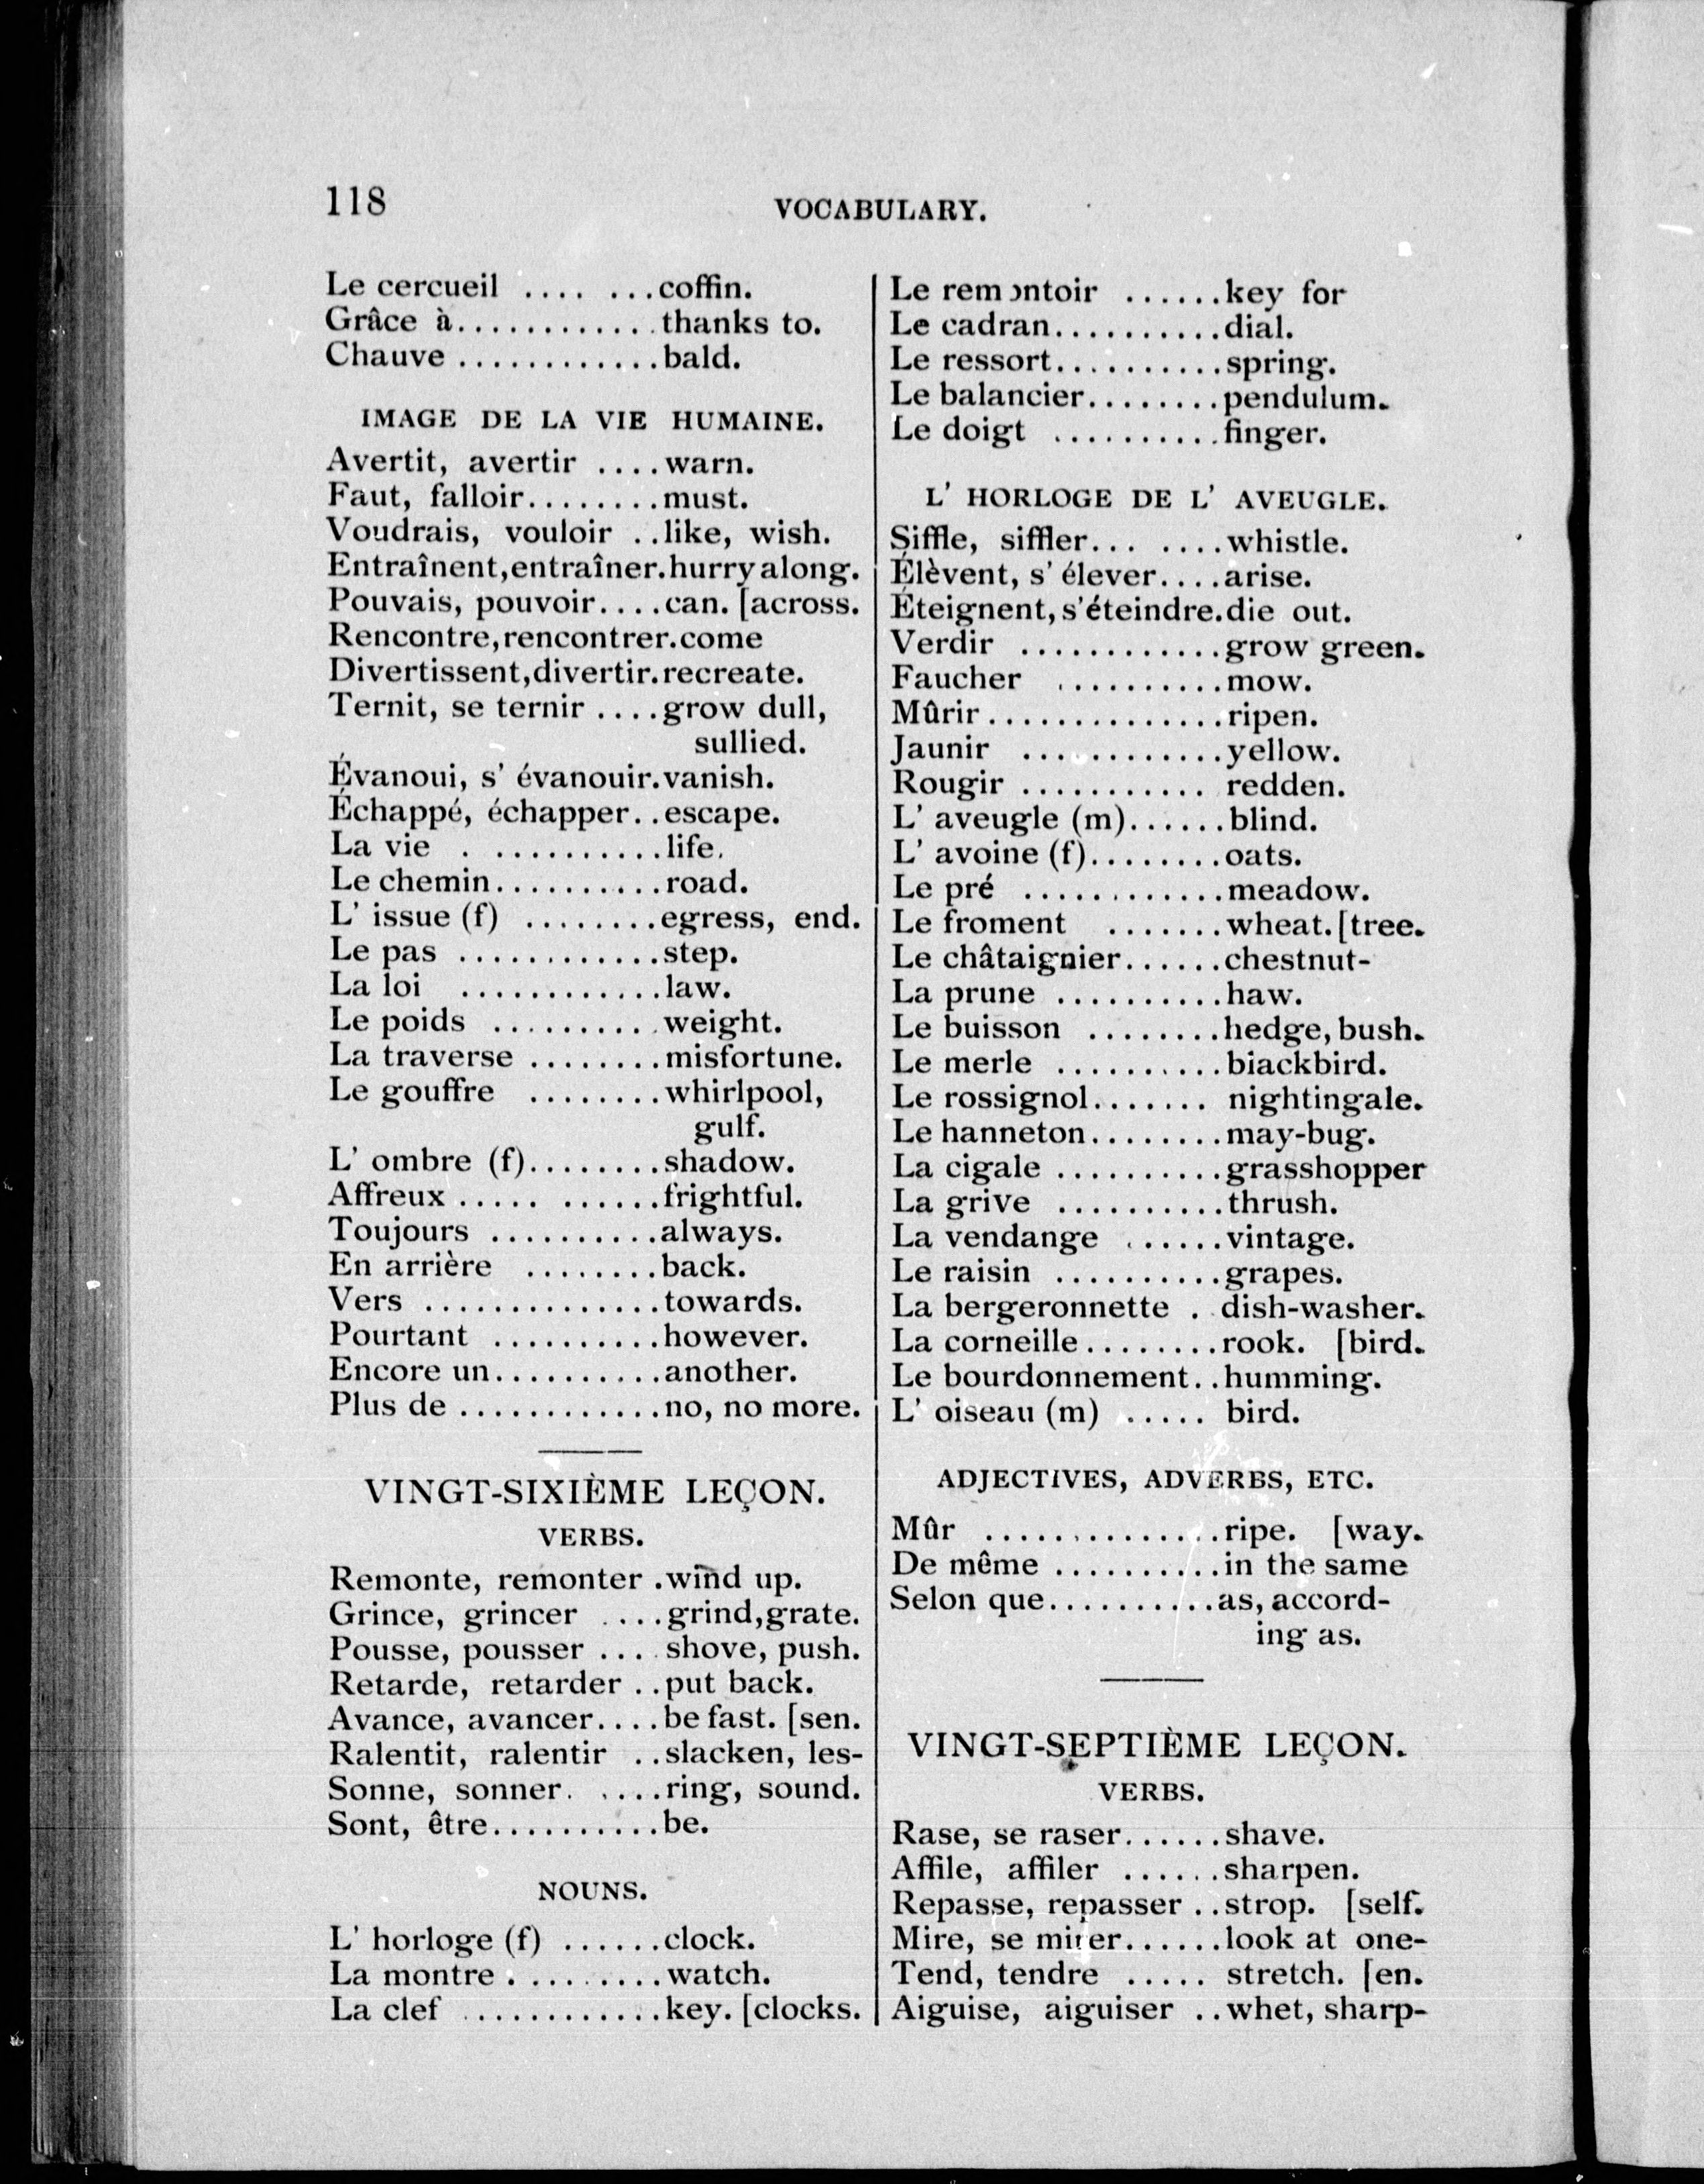 118
VOCABULARY.
Le cercueil .... ...coffin.
Grâce à............thanks to.
Chauve ............bald.
IMAGE DE LA VIE HUMAINE.
Avertit, avertir ....warn.
Faut, falloir........must.
Voudrais, vouloir ..like, wish.
Entraînent,entraîner.hurry along.
Pouvais, pouvoir....can. [across.
Rencontre,rencontrer.come
Divertissent,divertir.recreate.
Ternit, se ternir ....grow dull,
sullied.
Évanoui, s' évanouir.vanish.
Échappé, échapper..escape.
La vie . ..........life.
Le chemin..........road.
L' issue (f) ........egress, end.
Le pas ............step.
La loi ............law.
Le poids ..........weight.
La traverse ........misfortune.
Le gouffre ........whirlpool,
gulf.
L' ombre (f)........shadow.
Affreux ..... ......frightful.
Toujours ..........always.
En arrière ........back.
Vers ..............towards.
Pourtant ..........however.
Encore un..........another.
Plus de ............no, no more.
VINGT-SIXIÈME LEÇON.
VERBS.
Remonte, remonter .wind up.
Grince, grincer ....grind,grate.
Pousse, pousser .... shove, push.
Retarde, retarder ..put back.
Avance, avancer....be fast. [sen.
Ralentit, ralentir ..slacken, les-
Sonne, sonner. ....ring, sound.
Sont, être..........be.
NOUNS.
L' horloge (f) ......clock.
La montre . ........watch.
La clef ............key. [clocks.
Le remontoir ......key for
Le cadran..........dial.
Le ressort..........spring.
Le balancier........pendulum.
Le doigt ..........finger.
L' HORLOGE DE L' AVEUGLE.
Siffle, siffler... ....whistle.
Élèvent, s' élever....arise.
Éteignent, s'éteindre.die out.
Verdir ............grow green.
Faucher ..........mow.
Mûrir..............ripen.
Jaunir ............yellow.
Rougir ........... redden.
L' aveugle (m)......blind.
L' avoine (f)........oats.
Le pré ............meadow.
Le froment .......wheat. [tree.
Le châtaignier......chestnut-
La prune ..........haw.
Le buisson ........hedge, bush.
Le merle ..........biackbird.
Le rossignol....... nightingale.
Le hanneton........may-bug.
La cigale ..........grasshopper
La grive ..........thrush.
La vendange ......vintage.
Le raisin ..........grapes.
La bergeronnette . . dish-washer.
La corneille........rook. [bird.
Le bourdonnement..humming.
L' oiseau (m) ..... bird.
ADJECTIVES, ADVERBS, ETC.
Mûr ..............ripe. [way.
De même ..........in the same
Selon que..........as, accord-
ing as.
VINGT-SEPTIÈME LEÇON.
VERBS.
Rase, se raser......shave.
Affile, affiler ......sharpen.
Repasse, repasser ..strop. [self.
Mire, se mirer......look at one-
Tend, tendre ..... stretch. [en.
Aiguise, aiguiser ..whet, sharp-